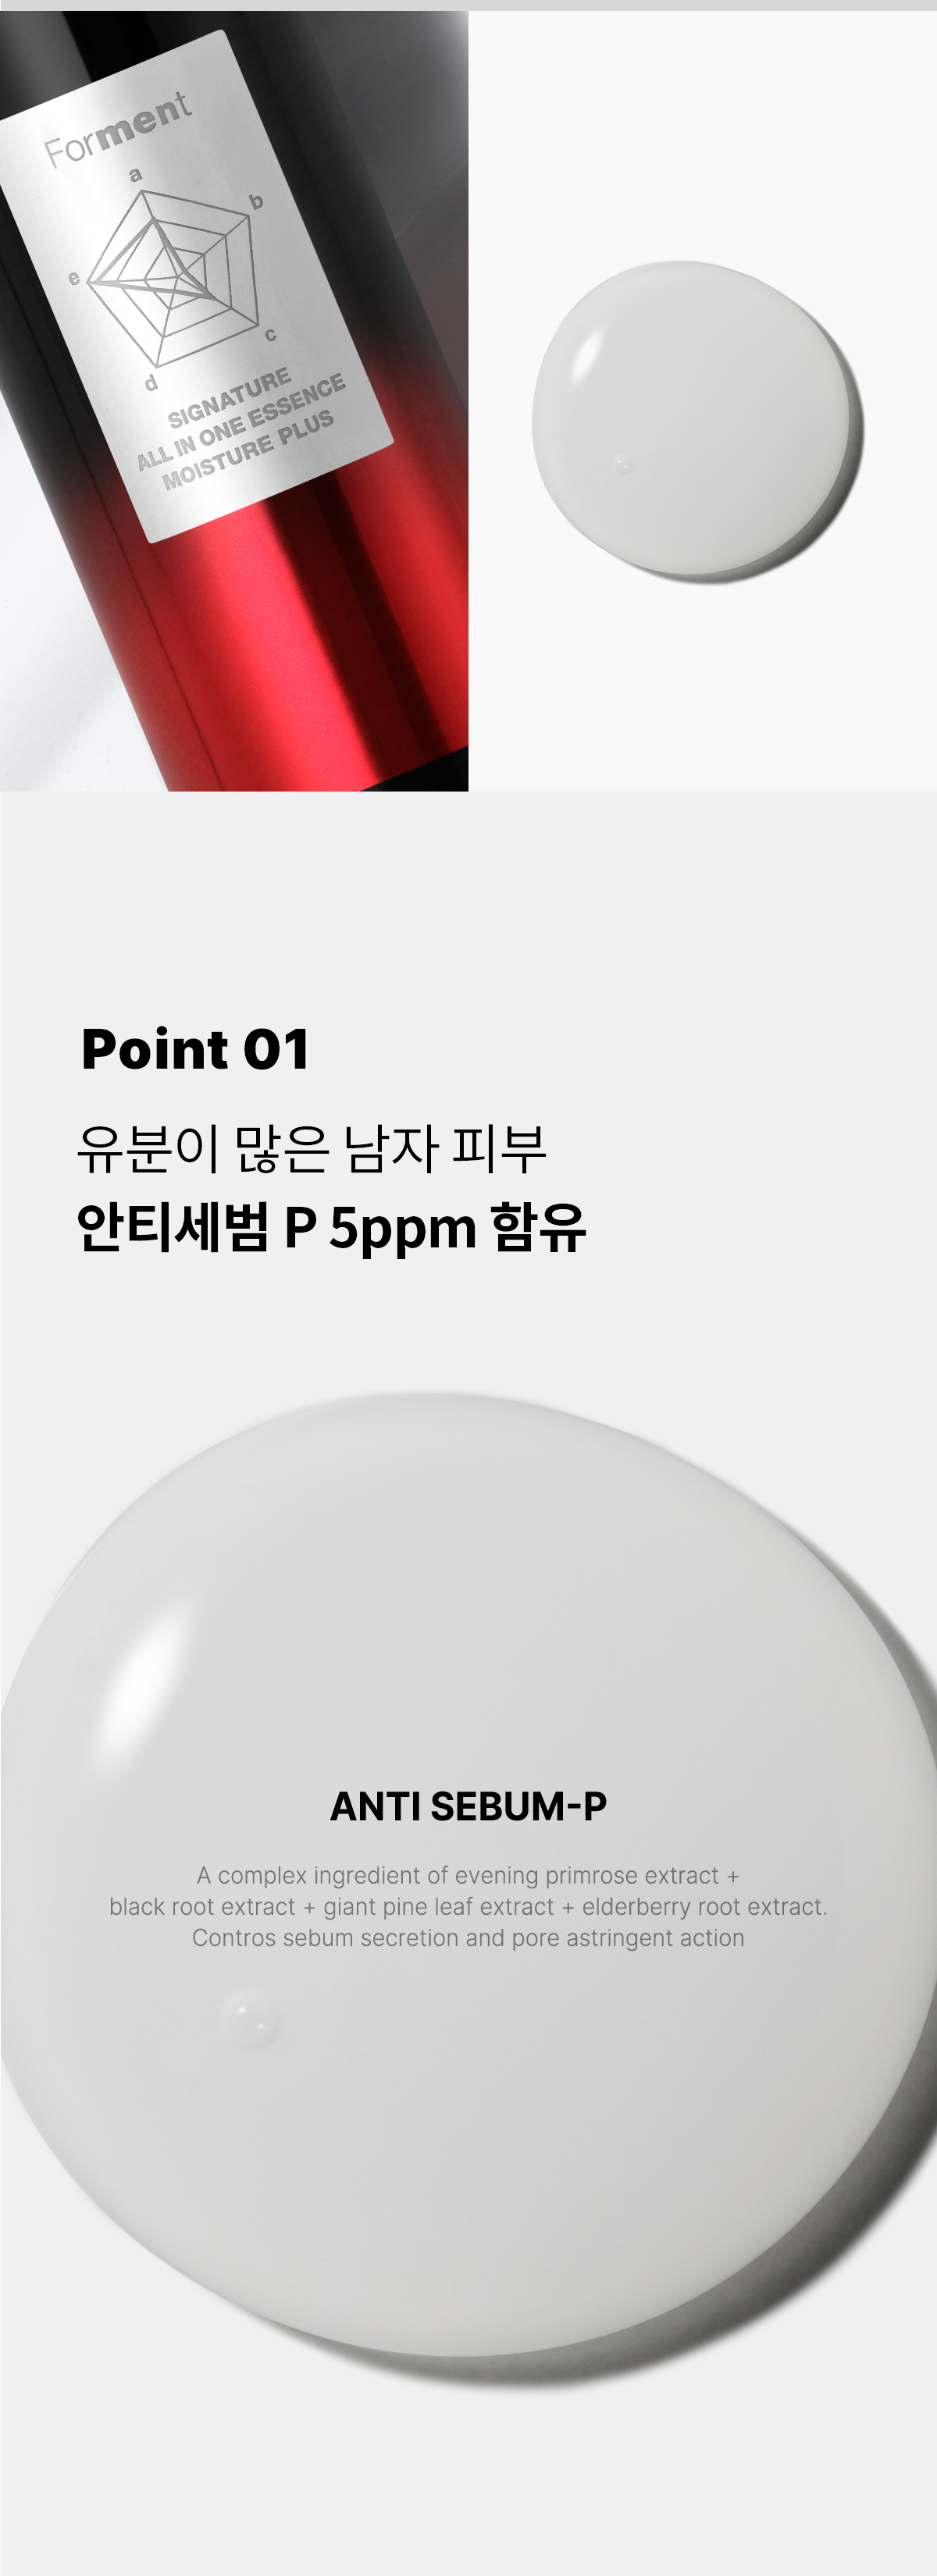 Forment
a
b
e
c
d
SIGNATURE
ALL IN ONE ESSENCE
MOISTURE PLUS
Point 01
유분이 많은 남자 피부
안티세범 P 5ppm 함유
ANTI SEBUM-P
A complex ingredient of evening primrose extract +
black root extract + giant pine leaf extract + elderberry root extract.
Contros sebum secretion and pore astringent action